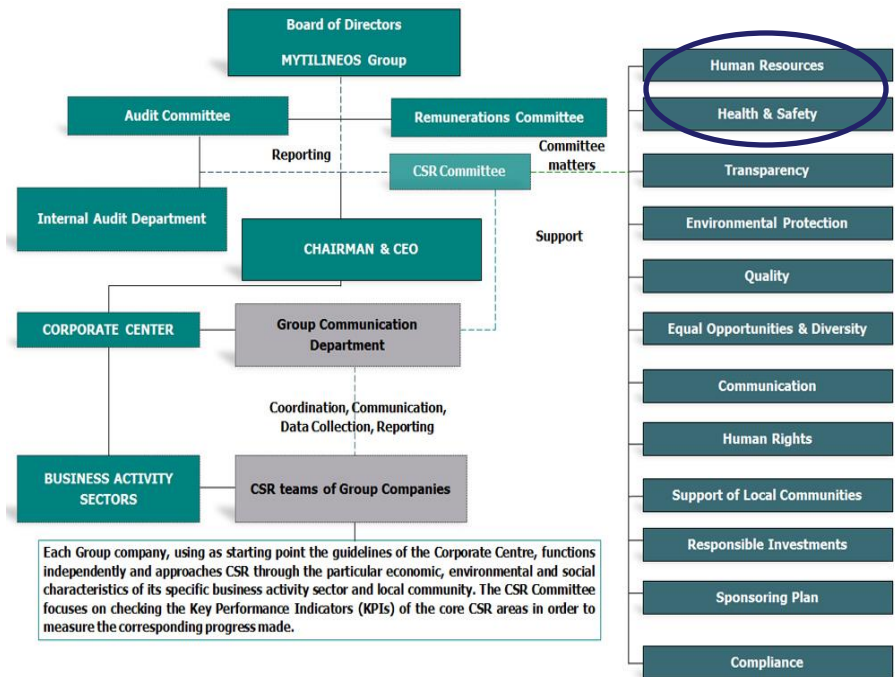 Board of Directors
MYTILINEOS Group
Audit Committee
Remunerations Committee
Reporting
CSR Committee
Committee
matters
Internal Audit Department
CHAIRMAN & CEO
Support
CORPORATE CENTER
Group Communication
Department
Coordination, Communication,
Data Collection, Reporting
BUSINESS ACTIVITY
SECTORS
CSR teams of Group Companies
Each Group company, using as starting point the guidelines of the Corporate Centre, functions
independently and approaches CSR through the particular economic, environmental and social
characteristics of its specific business activity sector and local community. The CSR Committee
focuses on checking the Key Performance Indicators (KPIs) of the core CSR areas in order to
measure the corresponding progress made.
Human Resources
Health & Safety
Transparency
Environmental Protection
Quality
Equal Opportunities & Diversity
Communication
Human Rights
Support of Local Communities
Responsible Investments
Sponsoring Plan
Compliance